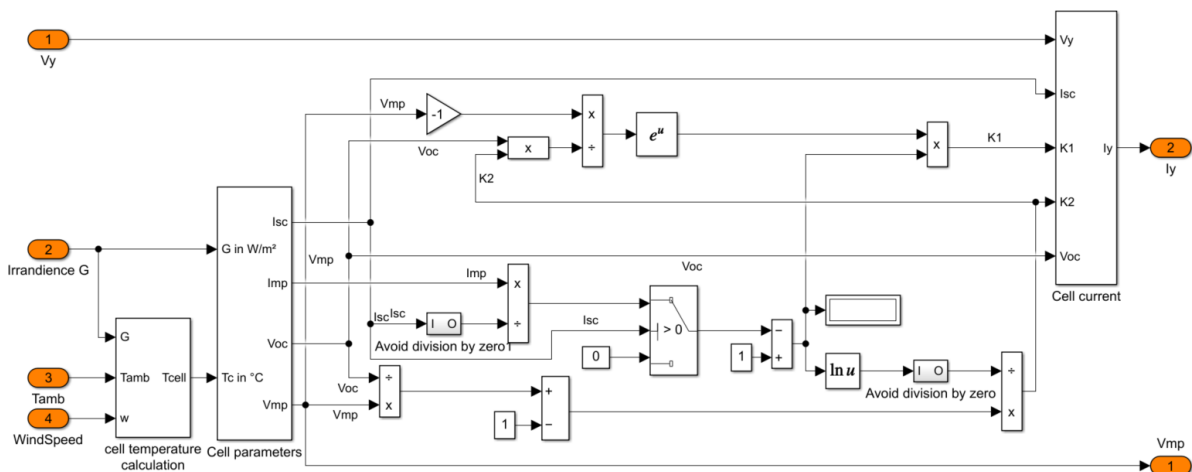 1
Vy
Vy
Isc
Vmp
-1
x
÷
e^u
Voc
x
K2
x
K1
K1
Iy
2
Iy
K2
Isc
2
Irrandience G
G in W/m²
Vmp
Voc
Voc
Cell current
Imp
Imp
x
Isc
Isc
I O
÷
Isc
> 0
−
Avoid division by zero1
0
1
+
G
Voc
ln u
I O
÷
3
Tamb
Tamb
Tcell
Tc in °C
÷
Voc
x
+
Avoid division by zero
Vmp
Vmp
4
WindSpeed
w
1
−
x
cell temperature
calculation
Cell parameters
Vmp
1